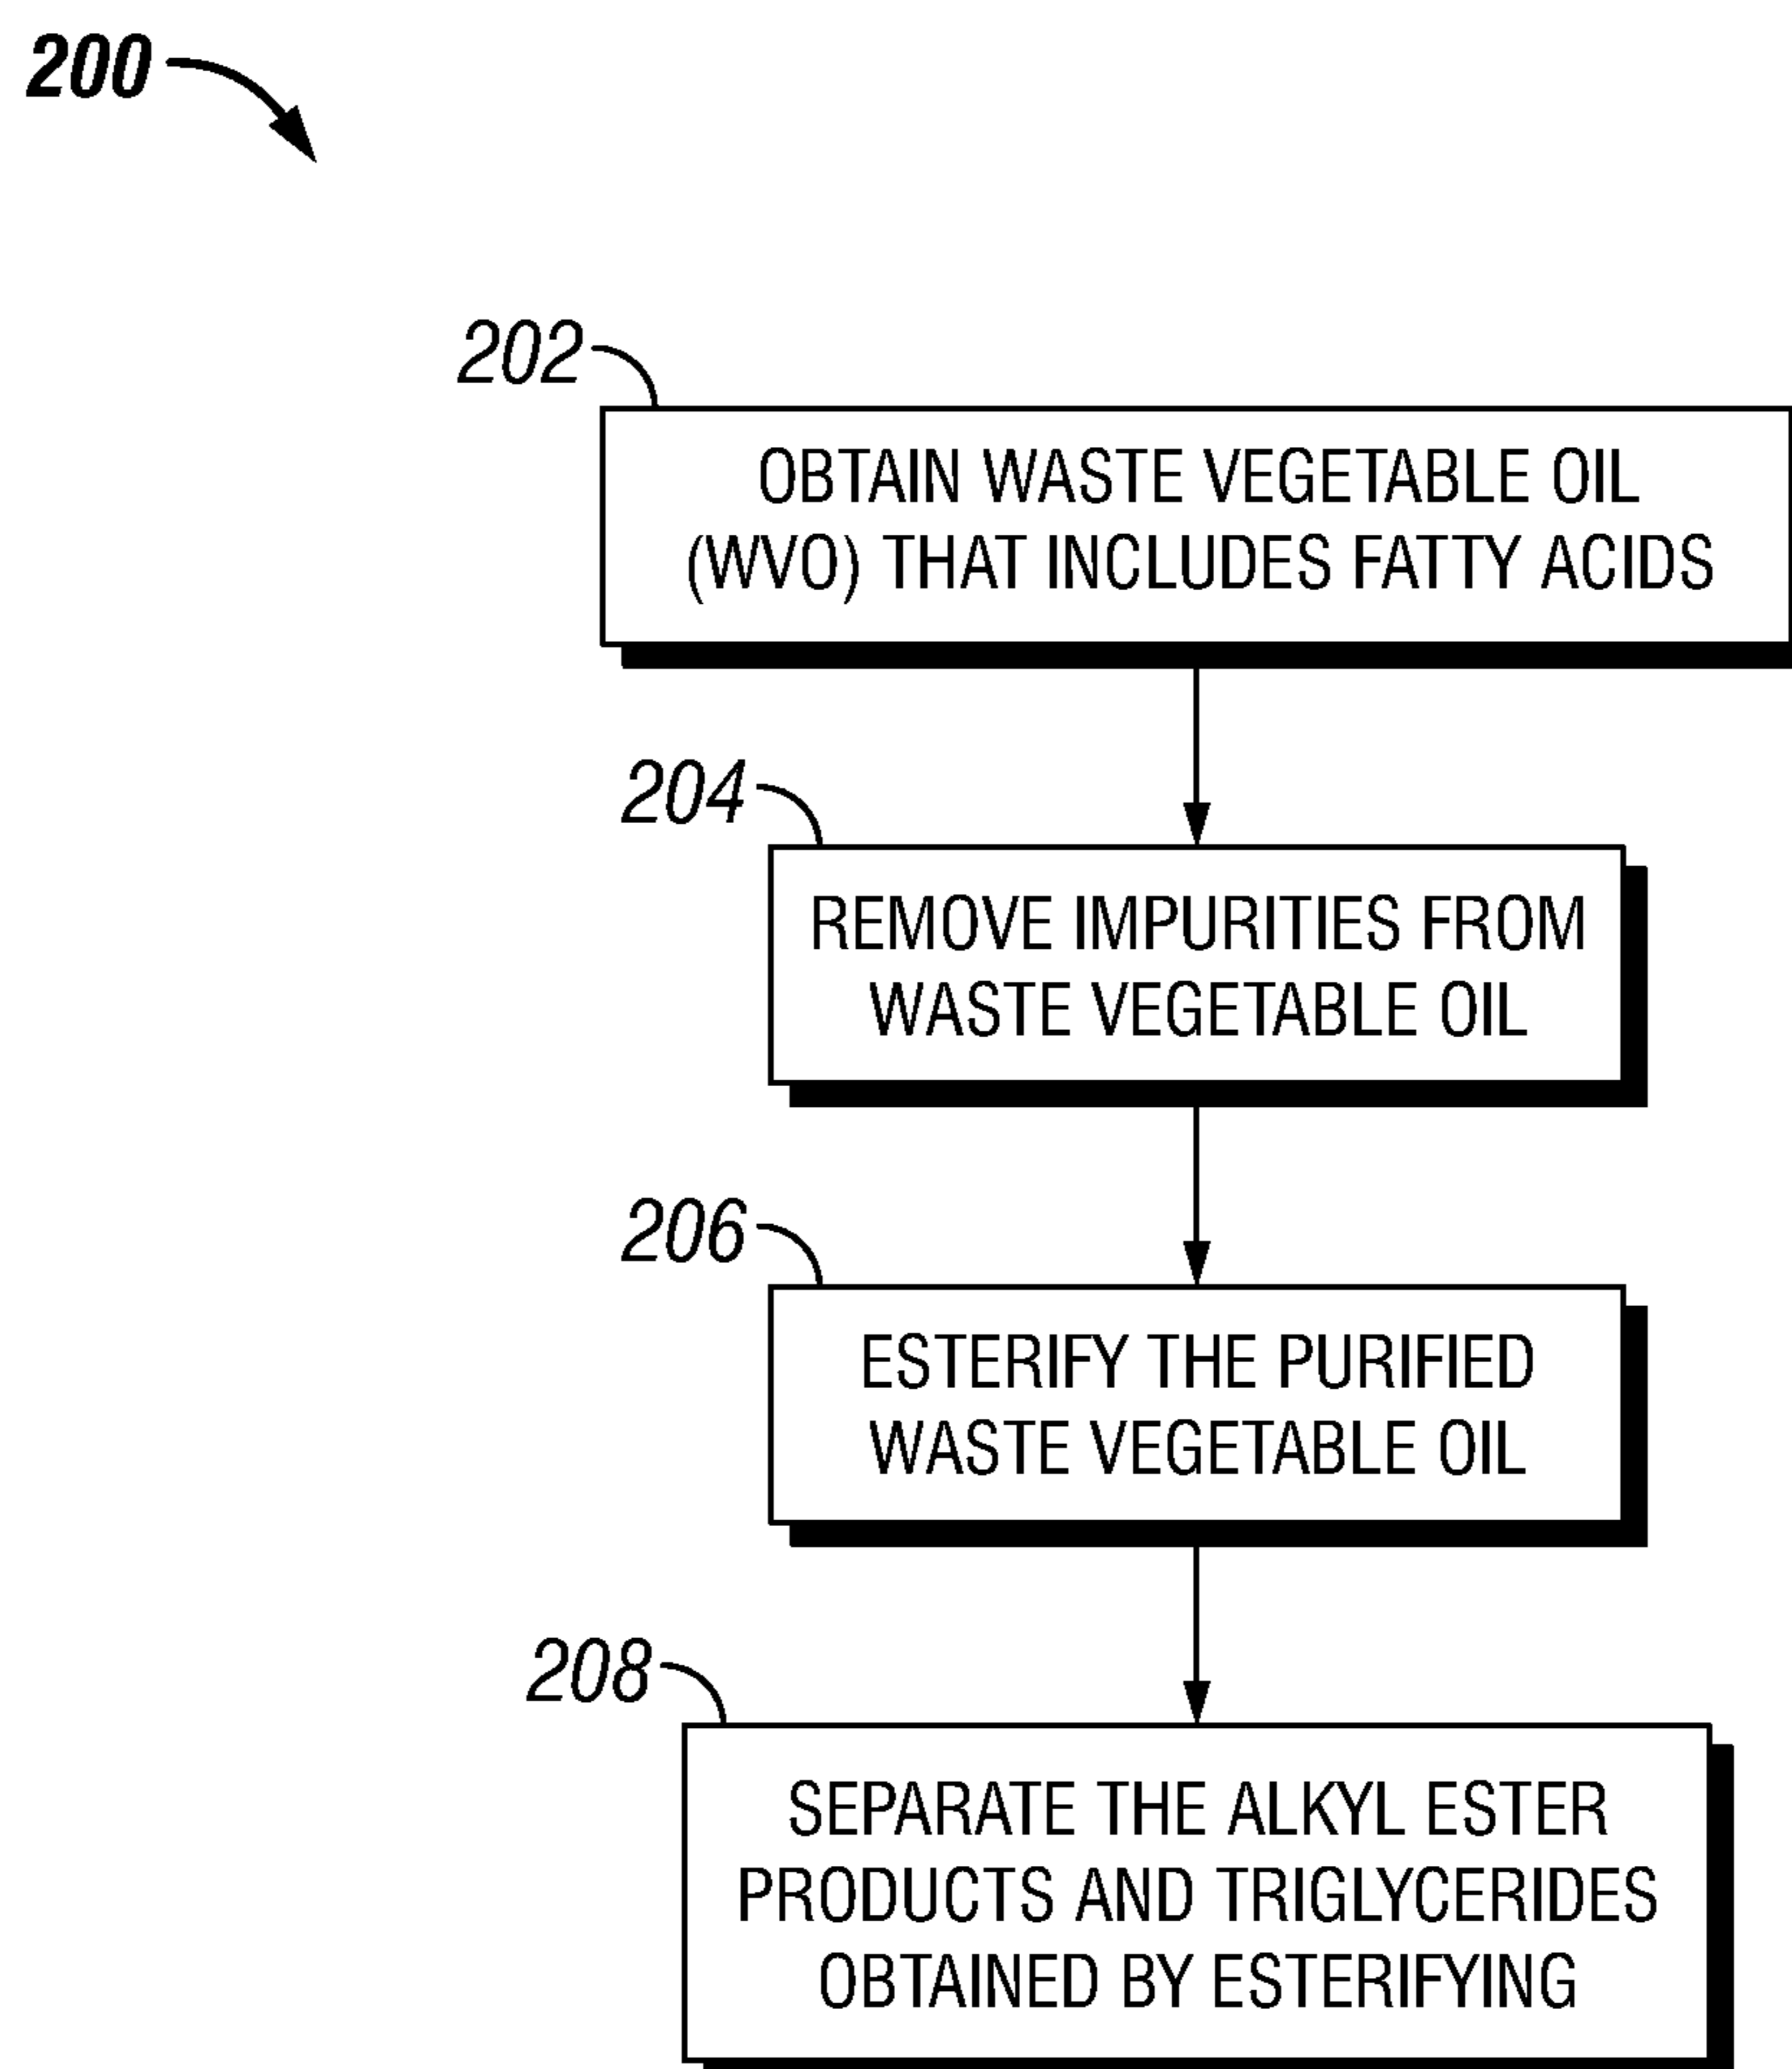 200
202
OBTAIN WASTE VEGETABLE OIL
(WVO) THAT INCLUDES FATTY ACIDS
204
REMOVE IMPURITIES FROM
WASTE VEGETABLE OIL
206
ESTERIFY THE PURIFIED
WASTE VEGETABLE OIL
208
SEPARATE THE ALKYL ESTER
PRODUCTS AND TRIGLYCERIDES
OBTAINED BY ESTERIFYING